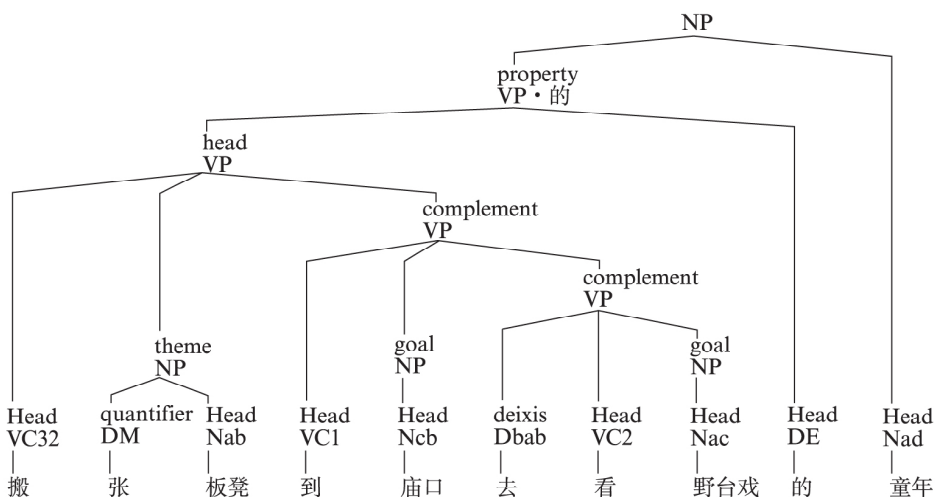 NP
property
VP·的
head
VP
complement
VP
complement
VP
theme
NP
goal
NP
goal
NP
Head quantifier Head Head Head deixis Head Head Head Head
VC32 DM Nab VC1 Ncb Dbab VC2 Nac DE Nad
搬 张 板凳 到 庙口 去 看 野台戏 的 童年